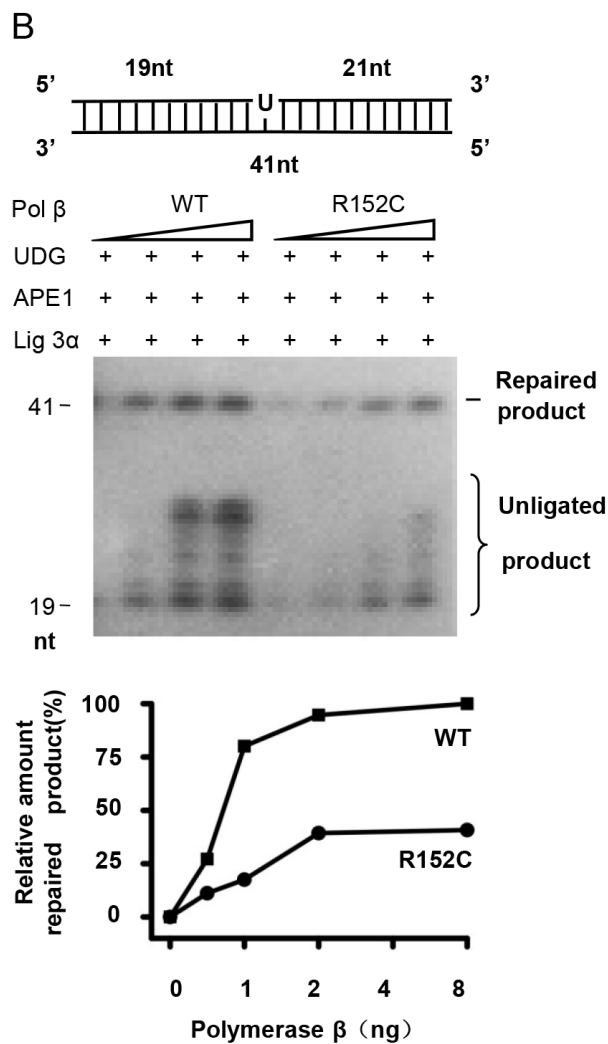 B
19nt 21nt
5’ U 3’
3’ 5’
41nt
Pol β WT R152C
UDG + + + + + + + +
APE1 + + + + + + + +
Lig 3α + + + + + + + +
41 –
Repaired
product
Unligated
product
19 –
nt
Relative amount
repaired product(%)
100
75
50
25
0
WT
R152C
0 1 2 4 8
Polymerase β（ng）